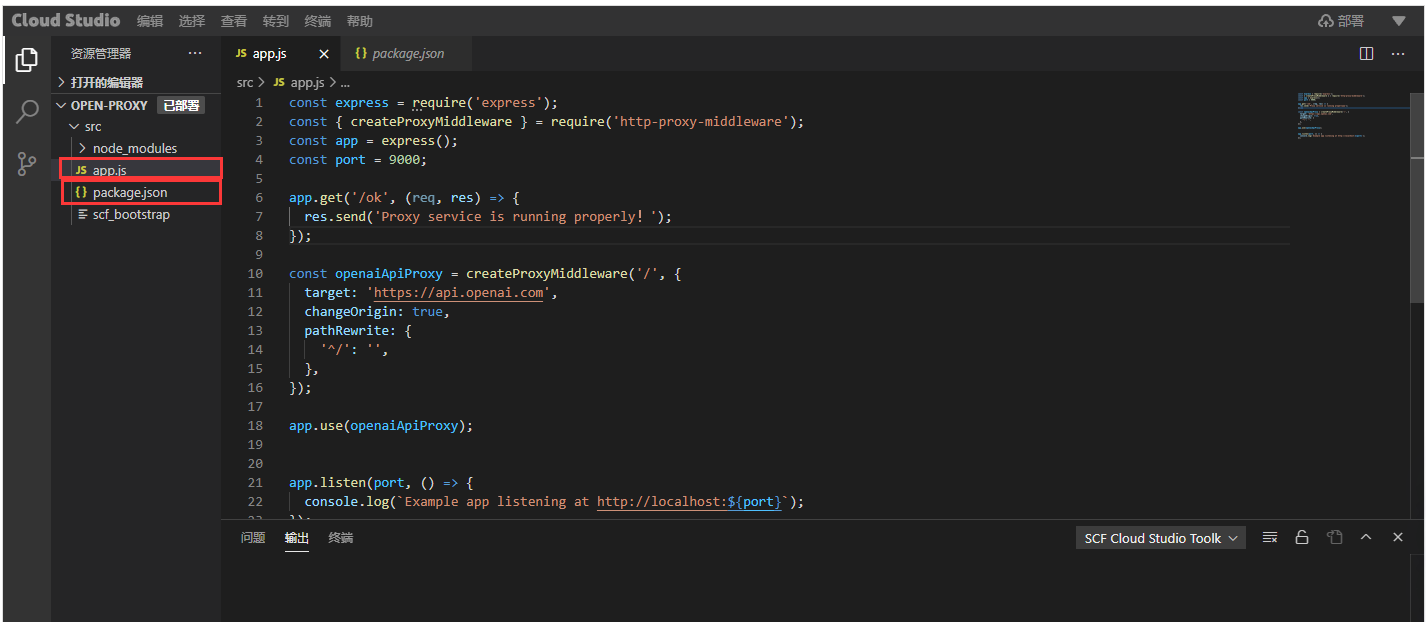 Cloud Studio 编辑 选择 查看 转到 终端 帮助 部署
资源管理器 ···
打开的编辑器
OPEN-PROXY 已部署
src
node_modules
JS app.js
{} package.json
scf_bootstrap
JS app.js × {} package.json ···
src > JS app.js > ...
1 const express = require('express');
2 const { createProxyMiddleware } = require('http-proxy-middleware');
3 const app = express();
4 const port = 9000;
5
6 app.get('/ok', (req, res) => {
7 res.send('Proxy service is running properly! ');
8 });
9
10 const openaiApiProxy = createProxyMiddleware('/', {
11 target: 'https://api.openai.com',
12 changeOrigin: true,
13 pathRewrite: {
14 '^/': '',
15 },
16 });
17
18 app.use(openaiApiProxy);
19
20
21 app.listen(port, () => {
22 console.log(`Example app listening at http://localhost:${port}`);
23 });
问题 输出 终端 SCF Cloud Studio Toolk